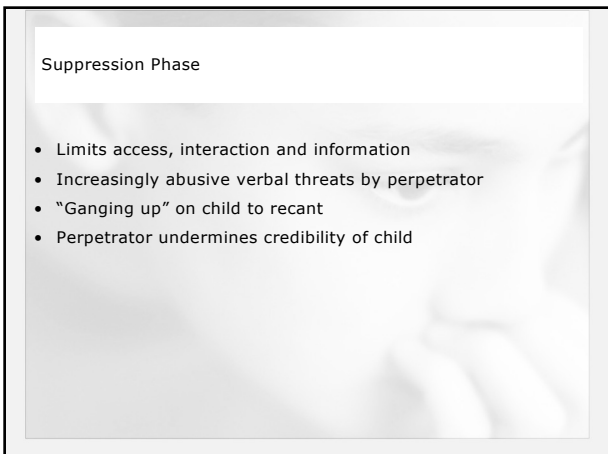 Suppression Phase
• Limits access, interaction and information
• Increasingly abusive verbal threats by perpetrator
• “Ganging up” on child to recant
• Perpetrator undermines credibility of child